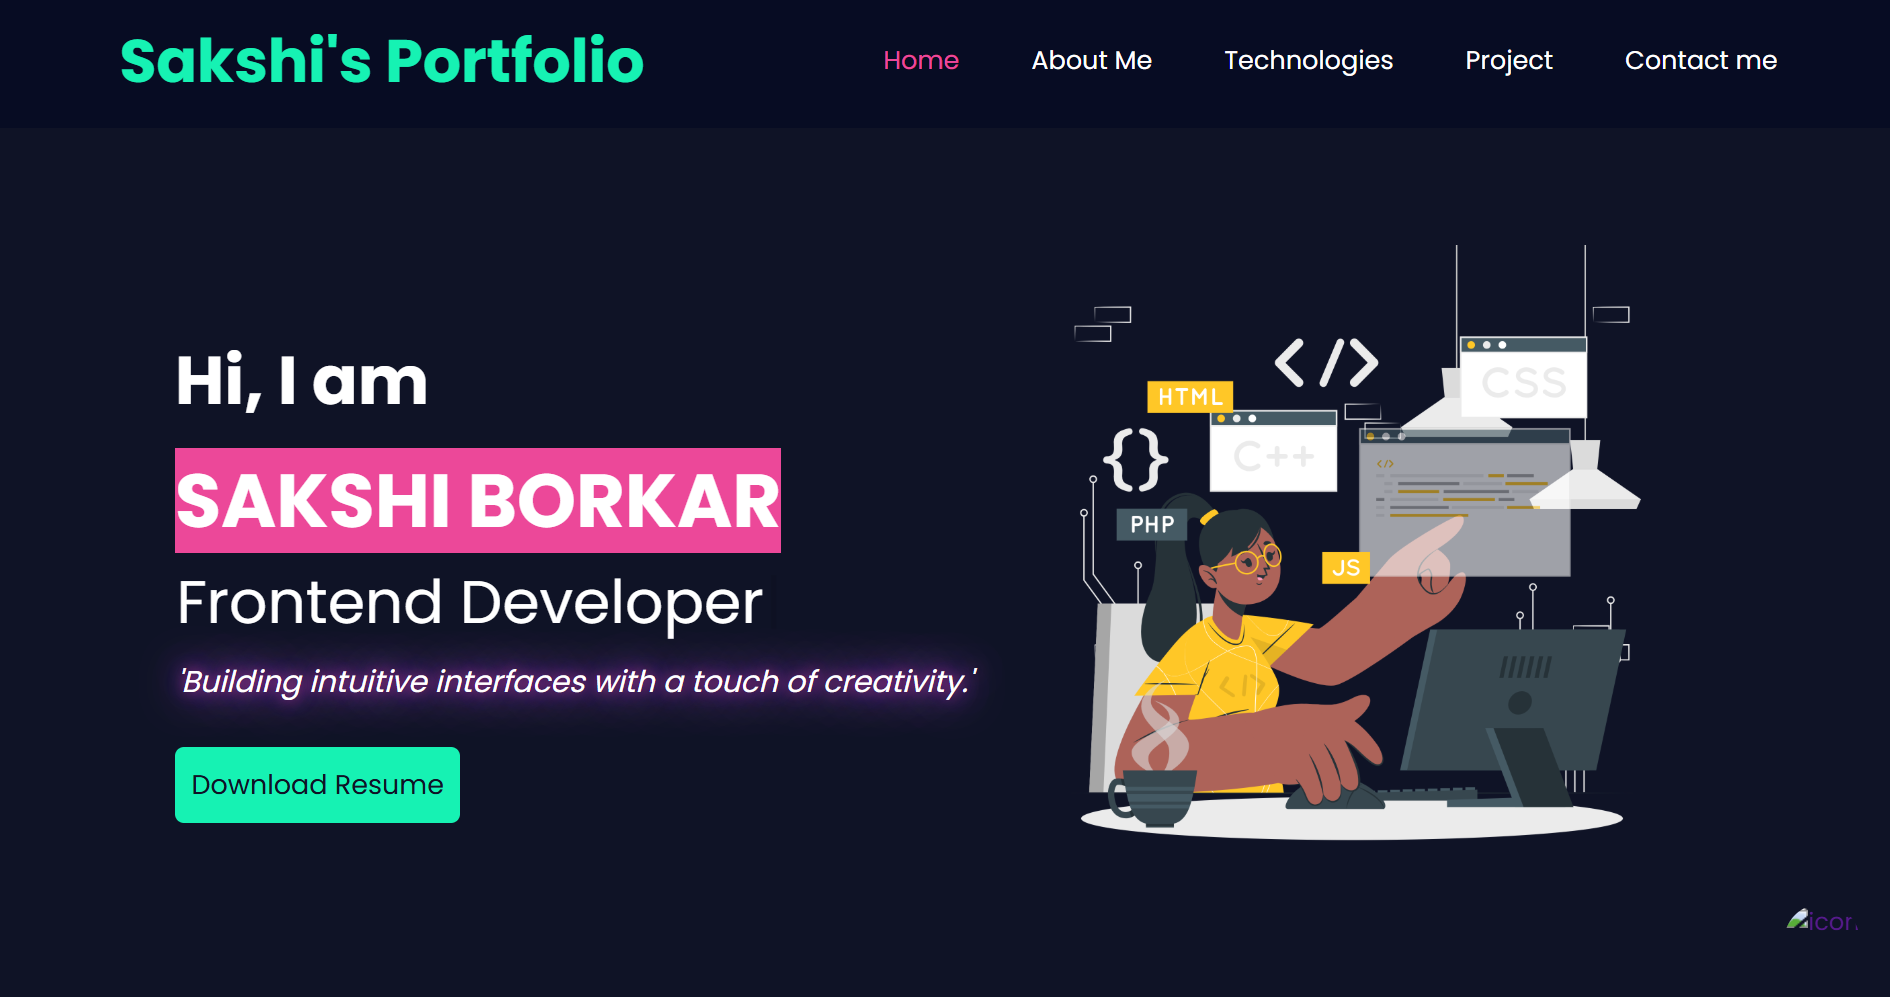 Sakshi's Portfolio
Home
About Me
Technologies
Project
Contact me
Hi, I am
SAKSHI BORKAR
Frontend Developer
'Building intuitive interfaces with a touch of creativity.'
Download Resume
</>
CSS
HTML
C++
{}
</>
PHP
JS
</>